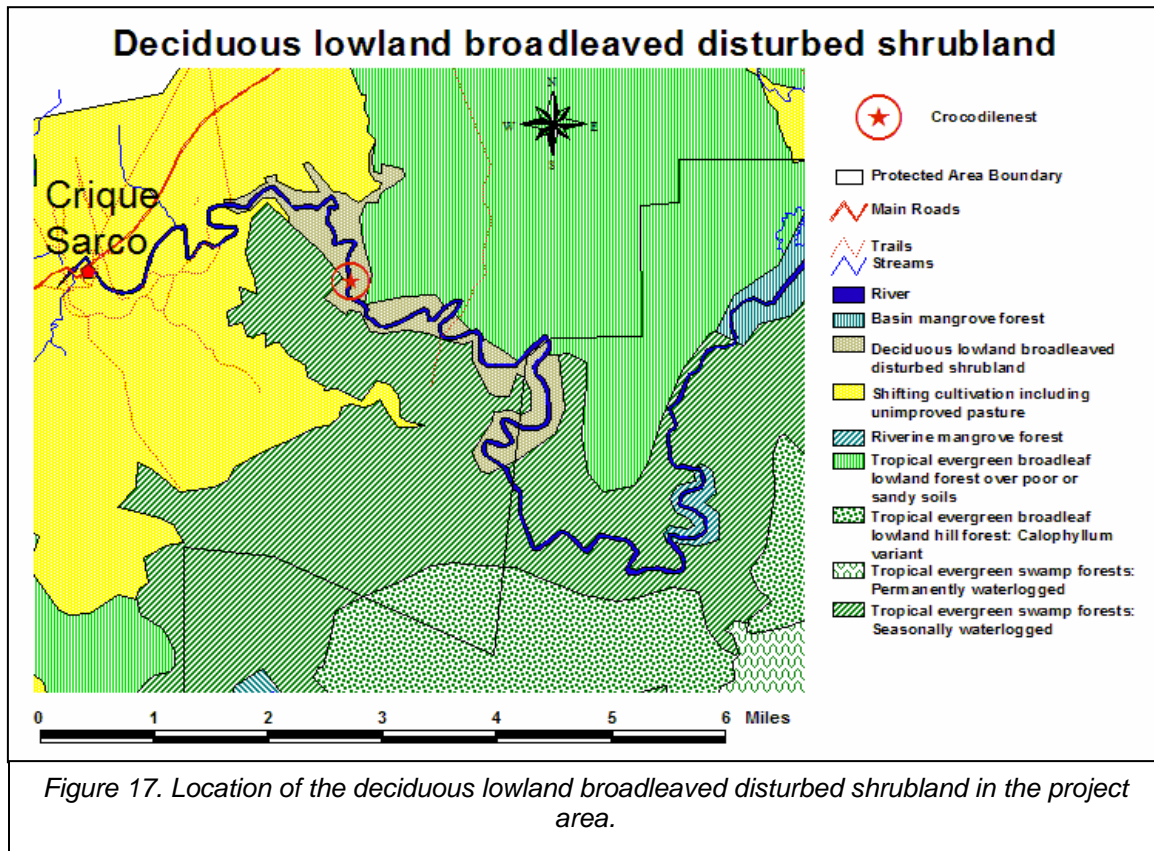 Deciduous lowland broadleaved disturbed shrubland
N
W
E
S
Crique
Sarco
Crocodilenest
Protected Area Boundary
Main Roads
Trails
Streams
River
Basin mangrove forest
Deciduous lowland broadleaved
disturbed shrubland
Shifting cultivation including
unimproved pasture
Riverine mangrove forest
Tropical evergreen broadleaf
lowland forest over poor or
sandy soils
Tropical evergreen broadleaf
lowland hill forest: Calophyllum
variant
Tropical evergreen swamp forests:
Permanently waterlogged
Tropical evergreen swamp forests:
Seasonally waterlogged
0 1 2 3 4 5 6 Miles
Figure 17. Location of the deciduous lowland broadleaved disturbed shrubland in the project
area.